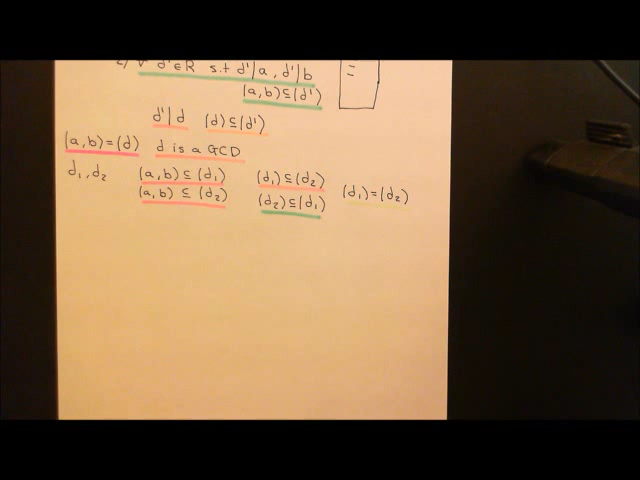 2) ∀ d'∈R s.t d'|a, d'|b
(a,b)⊆(d')
d'|d (d)⊆(d')
(a,b)=(d) d is a GCD
d₁,d₂ (a,b)⊆(d₁) (d₁)⊆(d₂)
(a,b)⊆(d₂) (d₂)⊆(d₁) (d₁)=(d₂)